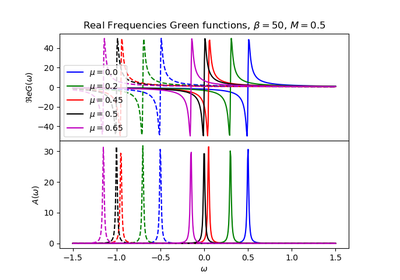 Real Frequencies Green functions, β = 50, M = 0.5
ℜeG(ω)
40
20
0
−20
−40
μ = 0.0
μ = 0.2
μ = 0.45
μ = 0.5
μ = 0.65
A(ω)
30
20
10
0
−1.5 −1.0 −0.5 0.0 0.5 1.0 1.5
ω